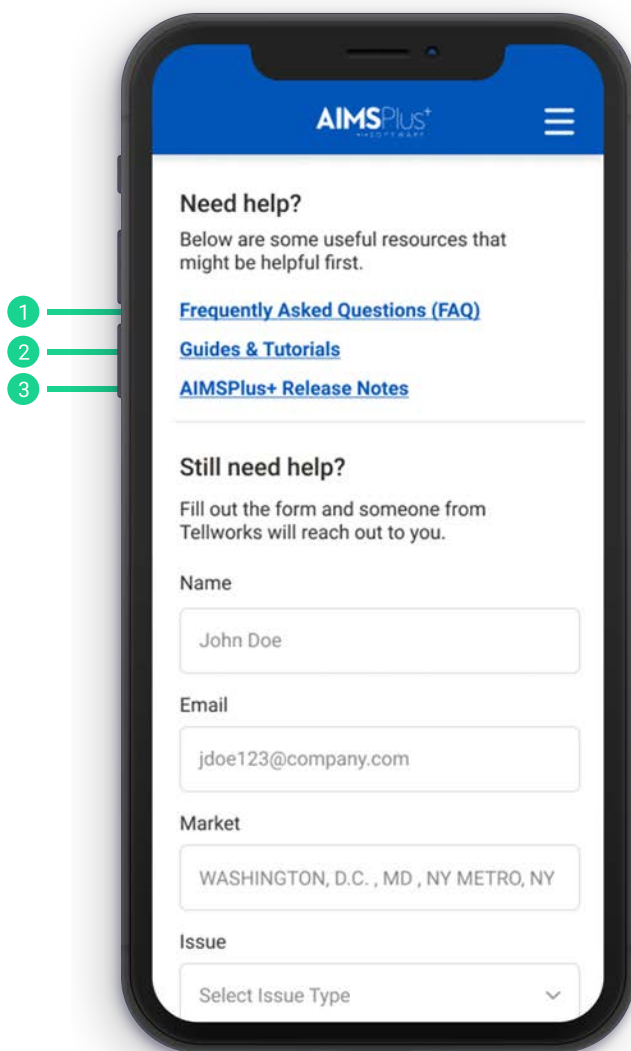 AIMSPlus+
SOFTWARE
Need help?
Below are some useful resources that
might be helpful first.
1
Frequently Asked Questions (FAQ)
2
Guides & Tutorials
3
AIMSPlus+ Release Notes
Still need help?
Fill out the form and someone from
Tellworks will reach out to you.
Name
John Doe
Email
jdoe123@company.com
Market
WASHINGTON, D.C. , MD , NY METRO, NY
Issue
Select Issue Type